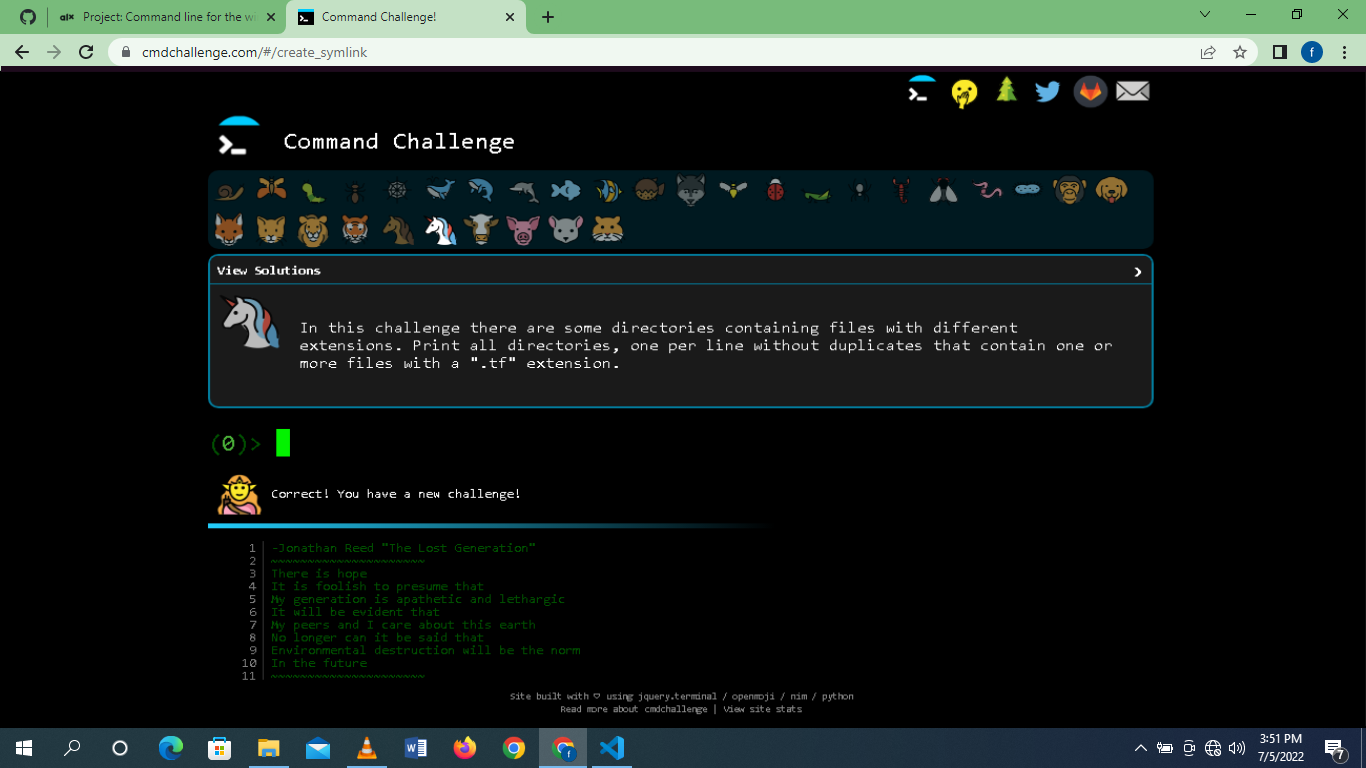 alx Project: Command line for the wi
Command Challenge!
cmdchallenge.com/#/create_symlink
f
Command Challenge
View Solutions
In this challenge there are some directories containing files with different
extensions. Print all directories, one per line without duplicates that contain one or
more files with a ".tf" extension.
(0)>
Correct! You have a new challenge!
1 -Jonathan Reed "The Lost Generation"
2 ~~~~~~~~~~~~~~~~~~~~~
3 There is hope
4 It is foolish to presume that
5 My generation is apathetic and lethargic
6 It will be evident that
7 My peers and I care about this earth
8 No longer can it be said that
9 Environmental destruction will be the norm
10 In the future
11 ~~~~~~~~~~~~~~~~~~~~~
Site built with ♡ using jquery.terminal / openmoji / nim / python
Read more about cmdchallenge | View site stats
3:51 PM
7/5/2022
7